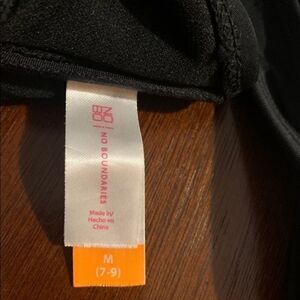 NO
BO
NO BOUNDARIES
Made in/
Hecho en
China
M
(7-9)